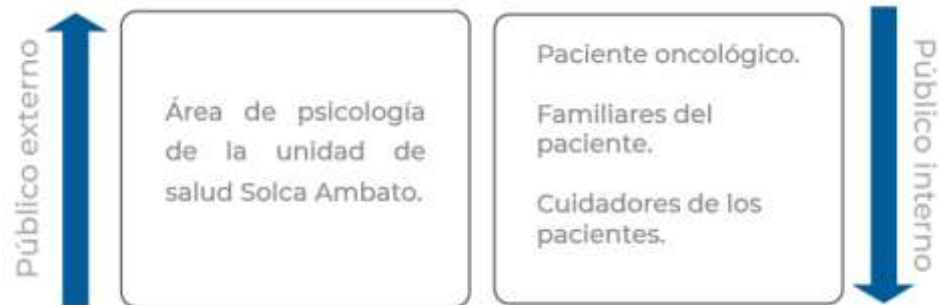 Público externo
Área de psicología
de la unidad de
salud Solca Ambato.
Paciente oncológico.
Familiares del
paciente.
Cuidadores de los
pacientes.
Público interno